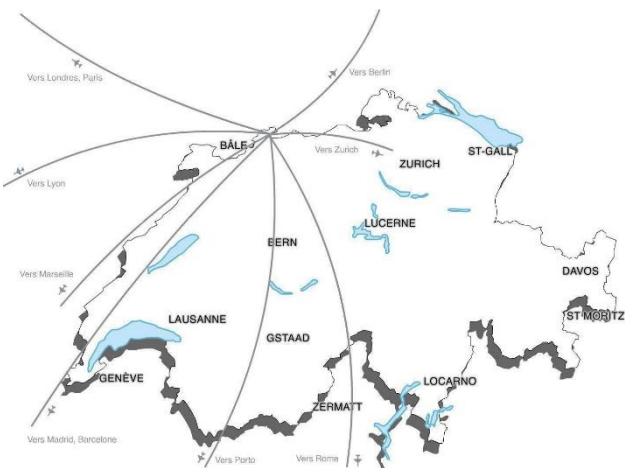 Vers Londres, Paris
Vers Berlin
BÂLE
Vers Zurich
ZURICH
ST-GALL
Vers Lyon
LUCERNE
BERN
Vers Marseille
DAVOS
LAUSANNE
ST MORITZ
GSTAAD
GENÈVE
LOCARNO
ZERMATT
Vers Madrid, Barcelone
Vers Porto
Vers Rome